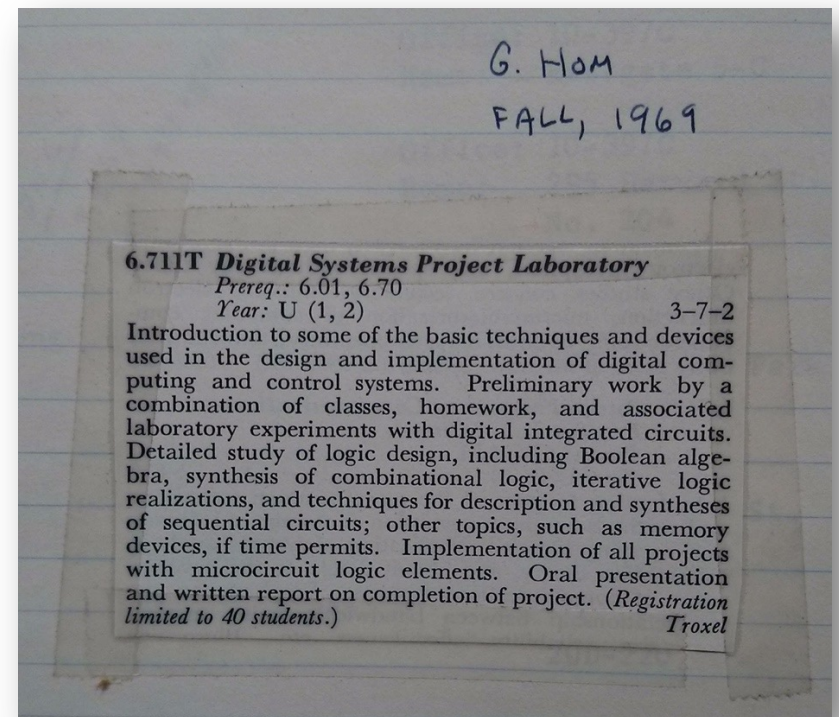 G. HOM
FALL, 1969
6.711T Digital Systems Project Laboratory
Prereq.: 6.01, 6.70
Year: U (1, 2) 3–7–2
Introduction to some of the basic techniques and devices
used in the design and implementation of digital com-
puting and control systems. Preliminary work by a
combination of classes, homework, and associated
laboratory experiments with digital integrated circuits.
Detailed study of logic design, including Boolean alge-
bra, synthesis of combinational logic, iterative logic
realizations, and techniques for description and syntheses
of sequential circuits; other topics, such as memory
devices, if time permits. Implementation of all projects
with microcircuit logic elements. Oral presentation
and written report on completion of project. (Registration
limited to 40 students.) Troxel